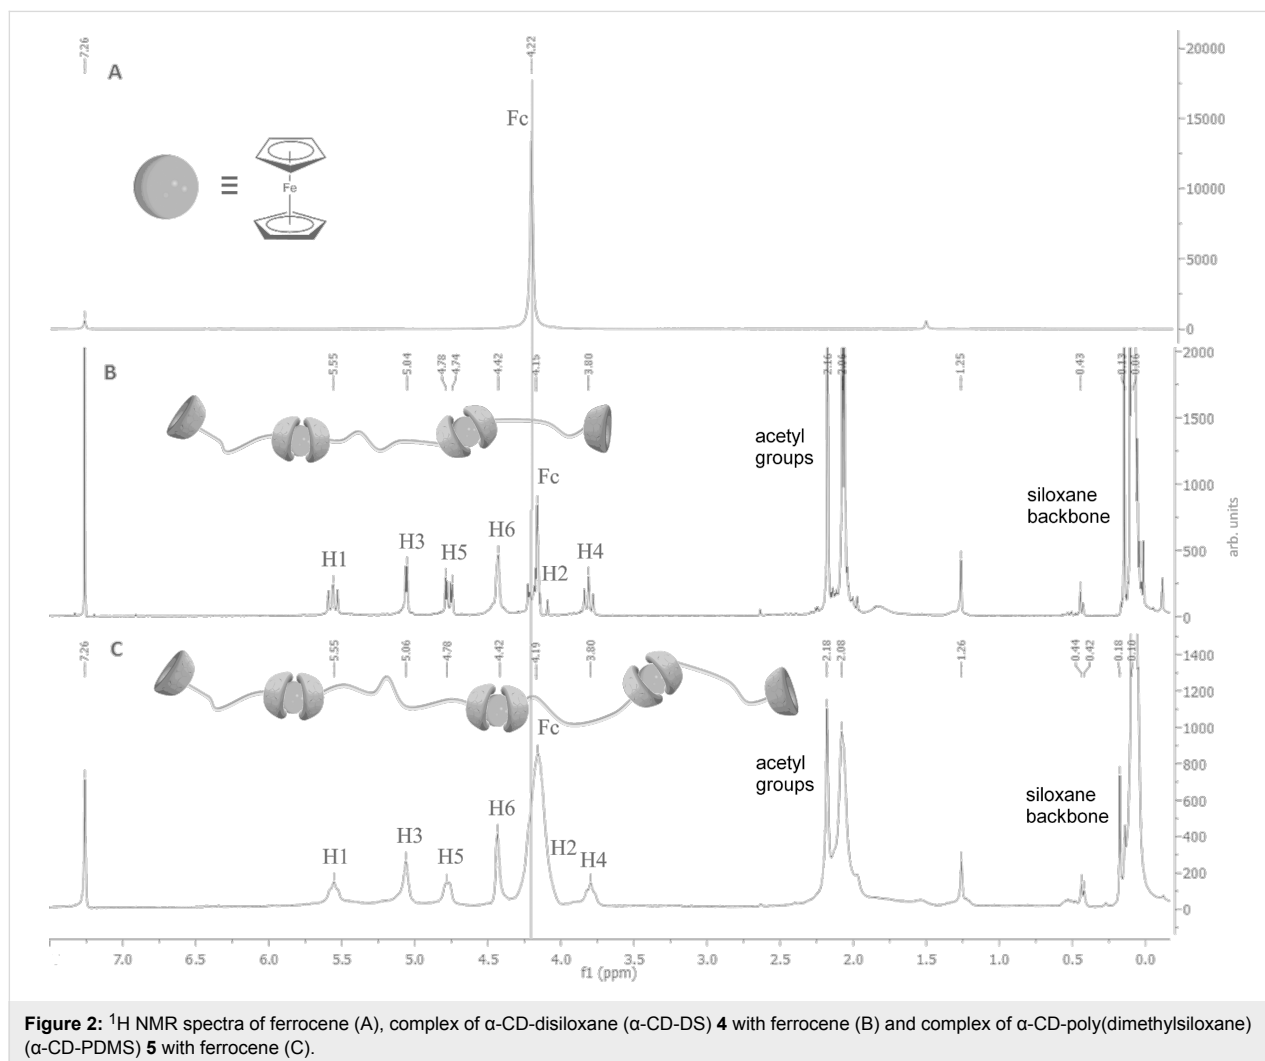 —7.26
—4.22
A
Fc
≡
Fe
20000
15000
10000
5000
0
B
—5.55
—5.04
4.78
4.74
—4.42
—4.15
—3.80
2.16
2.06
—1.25
—0.43
0.13
0.06
2000
1500
1000
500
0
acetyl
groups
siloxane
backbone
Fc
H6
H3
H5
H1
H2
H4
arb. units
C
—7.26
—5.55
—5.06
—4.78
—4.42
—4.19
—3.80
2.18
2.08
—1.26
0.44
0.42
0.18
0.10
1400
1200
1000
800
600
400
200
0
Fc
acetyl
groups
siloxane
backbone
H6
H3
H1
H5
H2
H4
7.0 6.5 6.0 5.5 5.0 4.5 4.0 3.5 3.0 2.5 2.0 1.5 1.0 0.5 0.0
f1 (ppm)
Figure 2: ¹H NMR spectra of ferrocene (A), complex of α-CD-disiloxane (α-CD-DS) 4 with ferrocene (B) and complex of α-CD-poly(dimethylsiloxane)
(α-CD-PDMS) 5 with ferrocene (C).